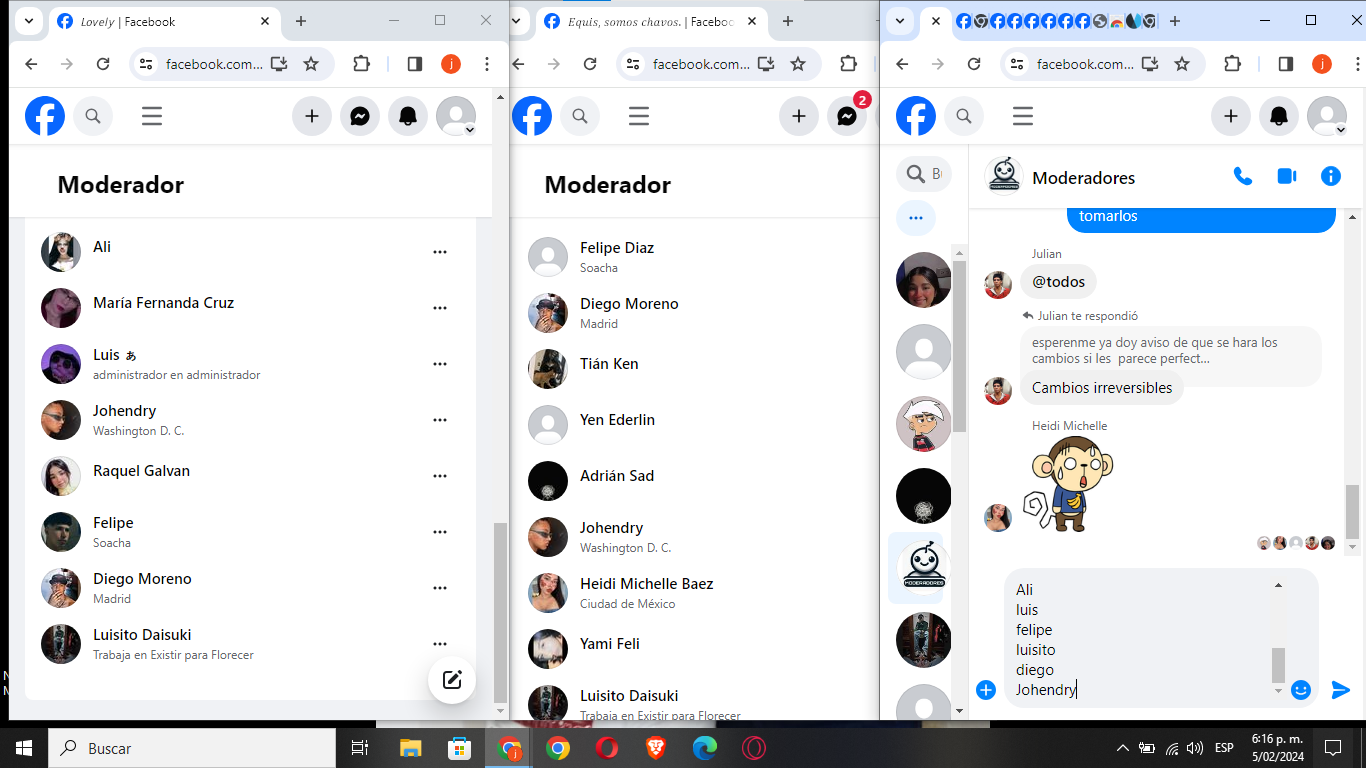 Lovely | Facebook
facebook.com...
j
Moderador
Ali
María Fernanda Cruz
Luis ぁ
administrador en administrador
Johendry
Washington D. C.
Raquel Galvan
Felipe
Soacha
Diego Moreno
Madrid
Luisito Daisuki
Trabaja en Existir para Florecer
Equis, somos chavos. | Faceboo
facebook.com...
2
Moderador
Felipe Diaz
Soacha
Diego Moreno
Madrid
Tián Ken
Yen Ederlin
Adrián Sad
Johendry
Washington D. C.
Heidi Michelle Baez
Ciudad de México
Yami Feli
Luisito Daisuki
Trabaja en Existir para Florecer
facebook.com...
j
Moderadores
tomarlos
Julian
@todos
Julian te respondió
esperenme ya doy aviso de que se hara los
cambios si les parece perfect...
Cambios irreversibles
Heidi Michelle
MODERADORES
Ali
luis
felipe
luisito
diego
Johendry
Buscar
j
ESP
6:16 p. m.
5/02/2024